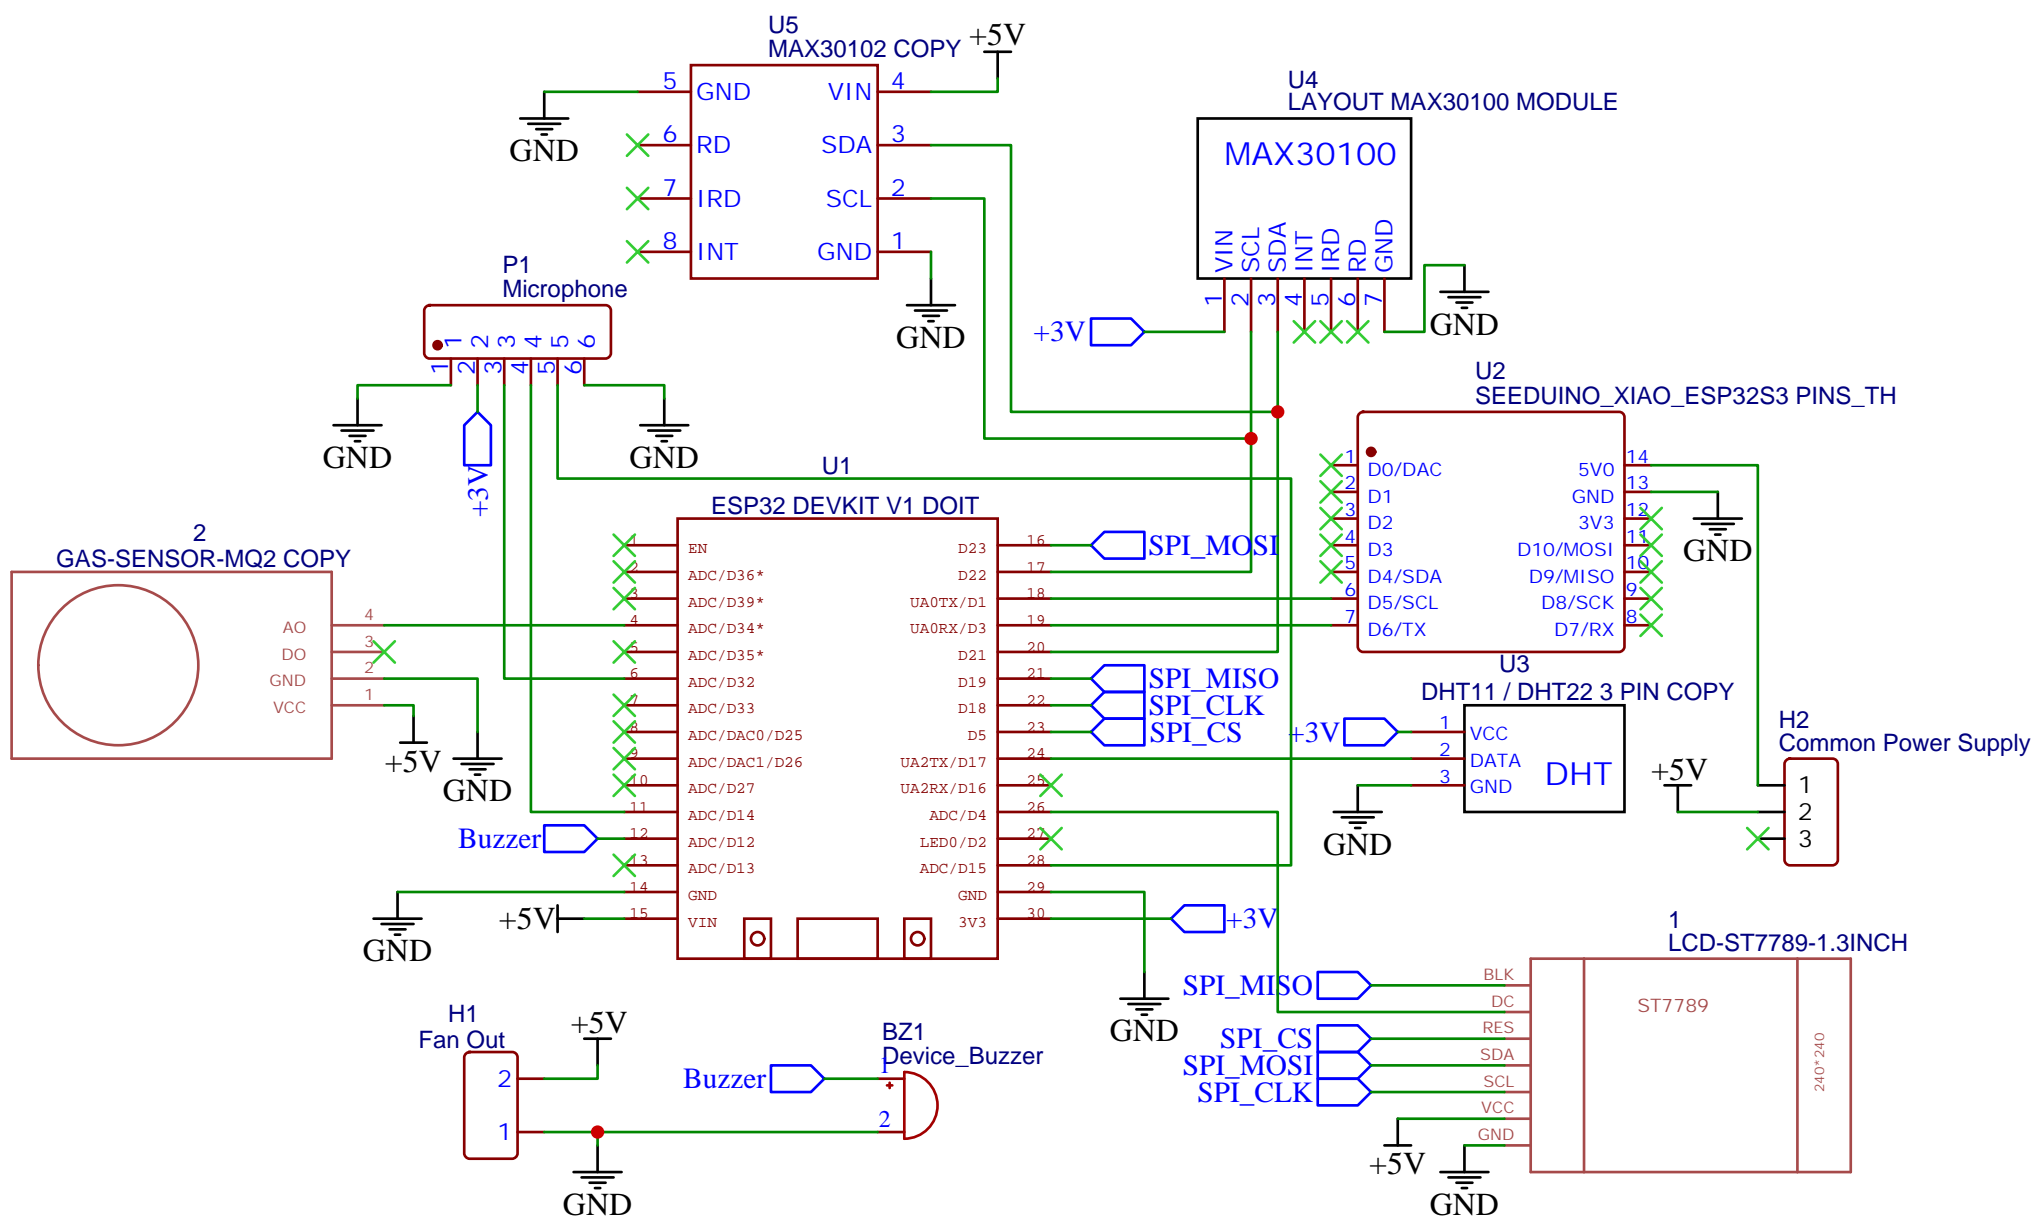 U5
MAX30102 COPY
+5V
5 GND VIN 4
6 RD SDA 3
7 IRD SCL 2
8 INT GND 1
GND
GND
U4
LAYOUT MAX30100 MODULE
MAX30100
VIN SCL SDA INT IRD RD GND
1 2 3 4 5 6 7
+3V
GND
P1
Microphone
1 2 3 4 5 6
1 2 3 4 5 6
GND
+3V
GND
U2
SEEDUINO_XIAO_ESP32S3 PINS_TH
1 D0/DAC 5V0 14
2 D1 GND 13
3 D2 3V3 12
4 D3 D10/MOSI 11
5 D4/SDA D9/MISO 10
6 D5/SCL D8/SCK 9
7 D6/TX D7/RX 8
GND
U1
ESP32 DEVKIT V1 DOIT
1 EN D23 16 SPI_MOSI
2 ADC/D36* D22 17
3 ADC/D39* UA0TX/D1 18
4 ADC/D34* UA0RX/D3 19
5 ADC/D35* D21 20
6 ADC/D32 D19 21 SPI_MISO
7 ADC/D33 D18 22 SPI_CLK
8 ADC/DAC0/D25 D5 23 SPI_CS
9 ADC/DAC1/D26 UA2TX/D17 24
10 ADC/D27 UA2RX/D16 25
11 ADC/D14 ADC/D4 26
Buzzer 12 ADC/D12 LED0/D2 27
13 ADC/D13 ADC/D15 28
14 GND GND 29
+5V 15 VIN 3V3 30 +3V
GND
GND
2
GAS-SENSOR-MQ2 COPY
AO 4
DO 3
GND 2
VCC 1
+5V
GND
U3
DHT11 / DHT22 3 PIN COPY
+3V 1 VCC
2 DATA
3 GND
DHT
GND
H2
Common Power Supply
+5V
1
2
3
1
LCD-ST7789-1.3INCH
SPI_MISO BLK
DC
SPI_CS RES
SPI_MOSI SDA
SPI_CLK SCL
VCC
GND
ST7789
240*240
+5V
GND
H1
Fan Out
+5V
2
1
GND
BZ1
Device_Buzzer
Buzzer 1
+
2